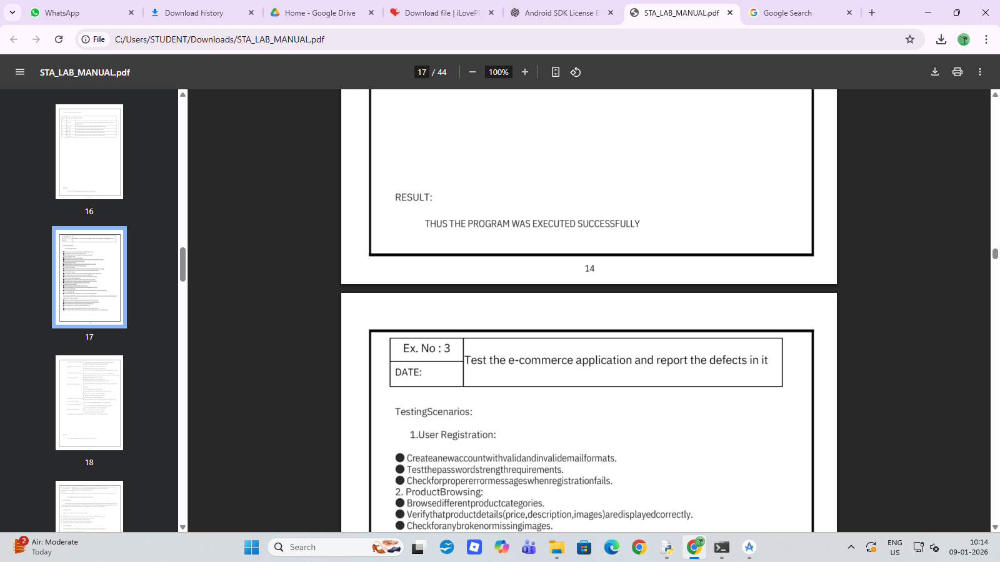 WhatsApp
Download history
Home - Google Drive
Download file | iLovePD
Android SDK License E
STA_LAB_MANUAL.pdf
Google Search
File
C:/Users/STUDENT/Downloads/STA_LAB_MANUAL.pdf
STA_LAB_MANUAL.pdf
17 / 44
100%
16
17
18
RESULT:
THUS THE PROGRAM WAS EXECUTED SUCCESSFULLY
14
Ex. No : 3
DATE:
Test the e-commerce application and report the defects in it
TestingScenarios:
1.User Registration:
● Createanewaccountwithvalidandinvalidemailformats.
● Testthepasswordstrengthrequirements.
● Checkforpropererrormessageswhenregistrationfails.
2. ProductBrowsing:
● Browsedifferentproductcategories.
● Verifythatproductdetails(price,description,images)aredisplayedcorrectly.
● Checkforanybrokenormissingimages.
2
Air: Moderate
Today
Search
ENG
US
10:14
09-01-2026